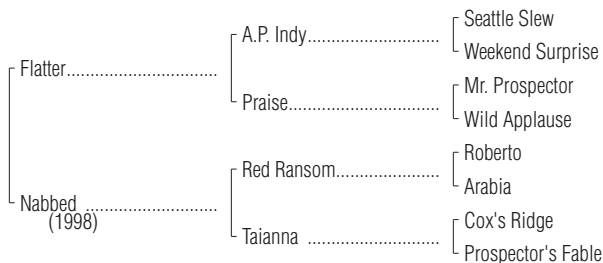 Seattle Slew
A.P. Indy..................................
Weekend Surprise
Flatter.......................................
Mr. Prospector
Praise.......................................
Wild Applause
Roberto
Red Ransom............................
Arabia
Nabbed ..................................
(1998)
Cox's Ridge
Taianna ...................................
Prospector's Fable